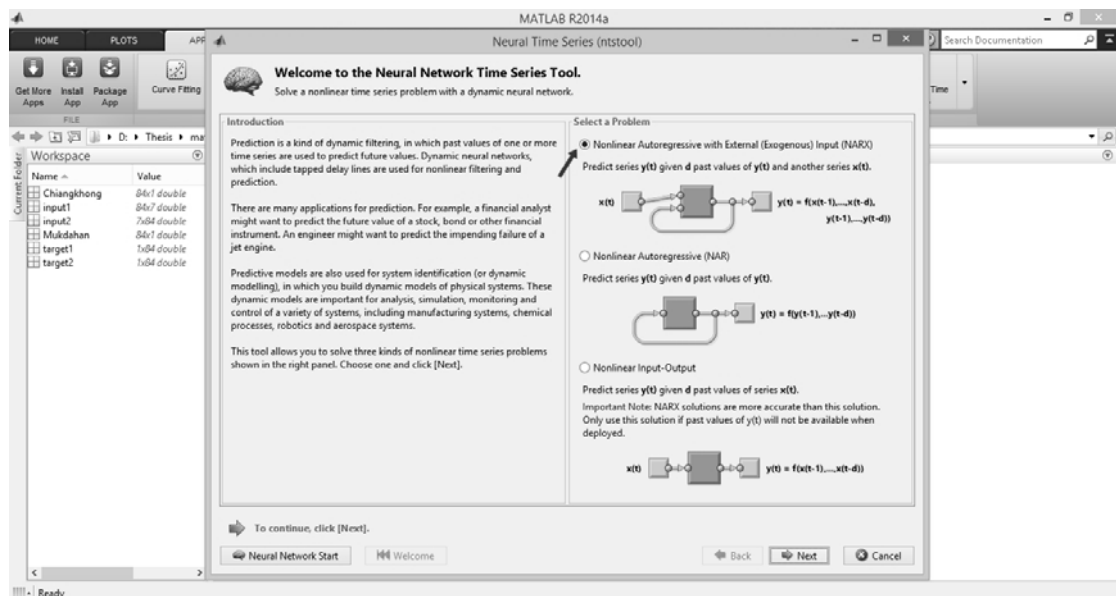 MATLAB R2014a
HOME
PLOTS
APP
Search Documentation
Get More Apps
Install App
Package App
Curve Fitting
Time
FILE
D: ▸ Thesis ▸ ma
Current Folder
Workspace
Name
Value
Chiangkhong 84x1 double
input1 84x7 double
input2 7x84 double
Mukdahan 84x1 double
target1 1x84 double
target2 1x84 double
Neural Time Series (ntstool)
Welcome to the Neural Network Time Series Tool.
Solve a nonlinear time series problem with a dynamic neural network.
Introduction
Prediction is a kind of dynamic filtering, in which past values of one or more
time series are used to predict future values. Dynamic neural networks,
which include tapped delay lines are used for nonlinear filtering and
prediction.
There are many applications for prediction. For example, a financial analyst
might want to predict the future value of a stock, bond or other financial
instrument. An engineer might want to predict the impending failure of a
jet engine.
Predictive models are also used for system identification (or dynamic
modelling), in which you build dynamic models of physical systems. These
dynamic models are important for analysis, simulation, monitoring and
control of a variety of systems, including manufacturing systems, chemical
processes, robotics and aerospace systems.
This tool allows you to solve three kinds of nonlinear time series problems
shown in the right panel. Choose one and click [Next].
Select a Problem
Nonlinear Autoregressive with External (Exogenous) Input (NARX)
Predict series y(t) given d past values of y(t) and another series x(t).
x(t)
y(t) = f(x(t-1),...,x(t-d),
y(t-1),...,y(t-d))
Nonlinear Autoregressive (NAR)
Predict series y(t) given d past values of y(t).
y(t) = f(y(t-1),...y(t-d))
Nonlinear Input-Output
Predict series y(t) given d past values of series x(t).
Important Note: NARX solutions are more accurate than this solution.
Only use this solution if past values of y(t) will not be available when
deployed.
x(t)
y(t) = f(x(t-1),...,x(t-d))
To continue, click [Next].
Neural Network Start
Welcome
Back
Next
Cancel
Ready